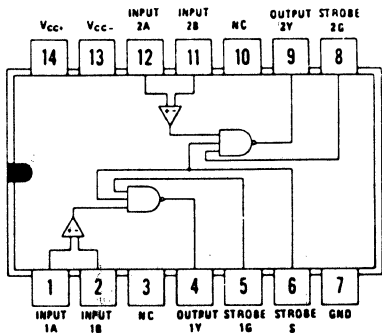 INPUT INPUT OUTPUT STROBE
VCC+ VCC- 2A 2B NC 2Y 2G
14 13 12 11 10 9 8
+ - 
+ -
1 2 3 4 5 6 7
INPUT INPUT NC OUTPUT STROBE STROBE GND
1A 1B 1Y 1G S